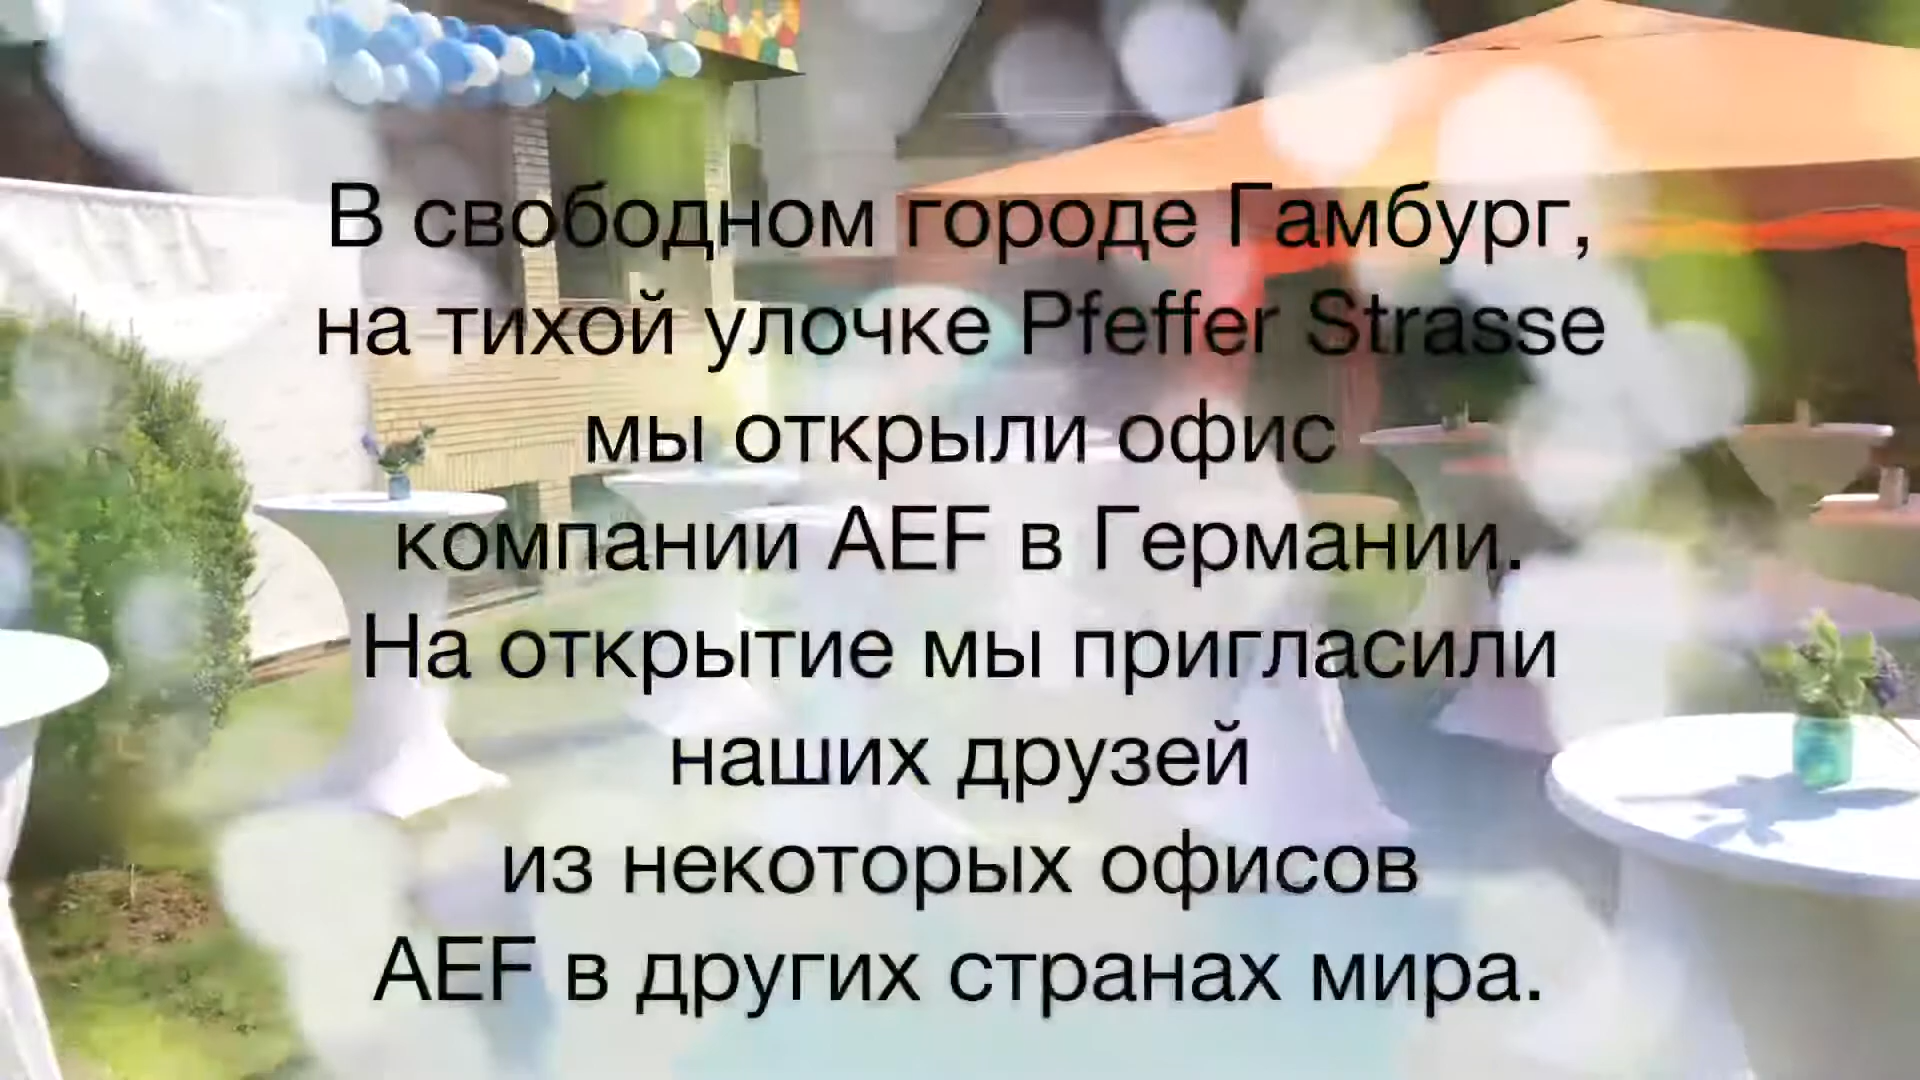 В свободном городе Гамбург,
на тихой улочке Pfeffer Strasse
мы открыли офис
компании AEF в Германии.
На открытие мы пригласили
наших друзей
из некоторых офисов
AEF в других странах мира.